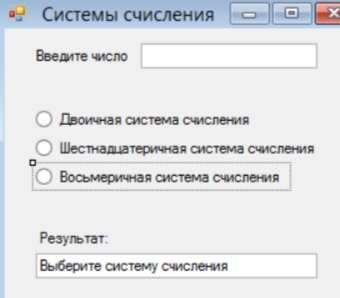 Системы счисления
Введите число
Двоичная система счисления
Шестнадцатеричная система счисления
Восьмеричная система счисления
Результат:
Выберите систему счисления